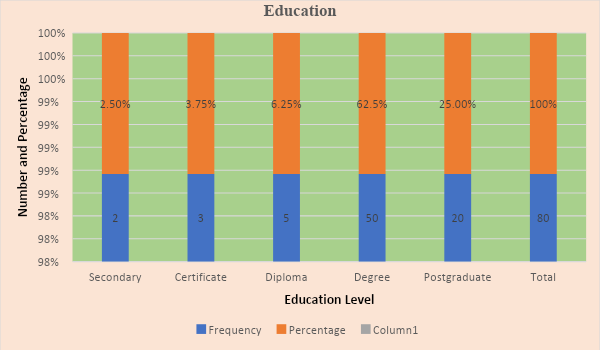 Education
100%
100%
100%
99%
99%
99%
99%
99%
98%
98%
98%
Number and Percentage
2.50% 3.75% 6.25% 62.5% 25.00% 100%
2 3 5 50 20 80
Secondary Certificate Diploma Degree Postgraduate Total
Education Level
Frequency Percentage Column1